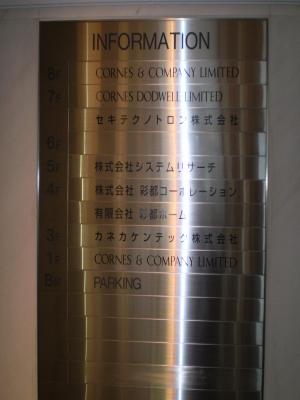 INFORMATION
8F CORNES & COMPANY LIMITED
7F CORNES DODWELL LIMITED
セキテクノトロン株式会社
6F
5F 株式会社システムリサーチ
4F 株式会社 彩都コーポレーション
有限会社 彩都ホーム
3F カネカケンテック株式会社
1F CORNES & COMPANY LIMITED
BSF PARKING